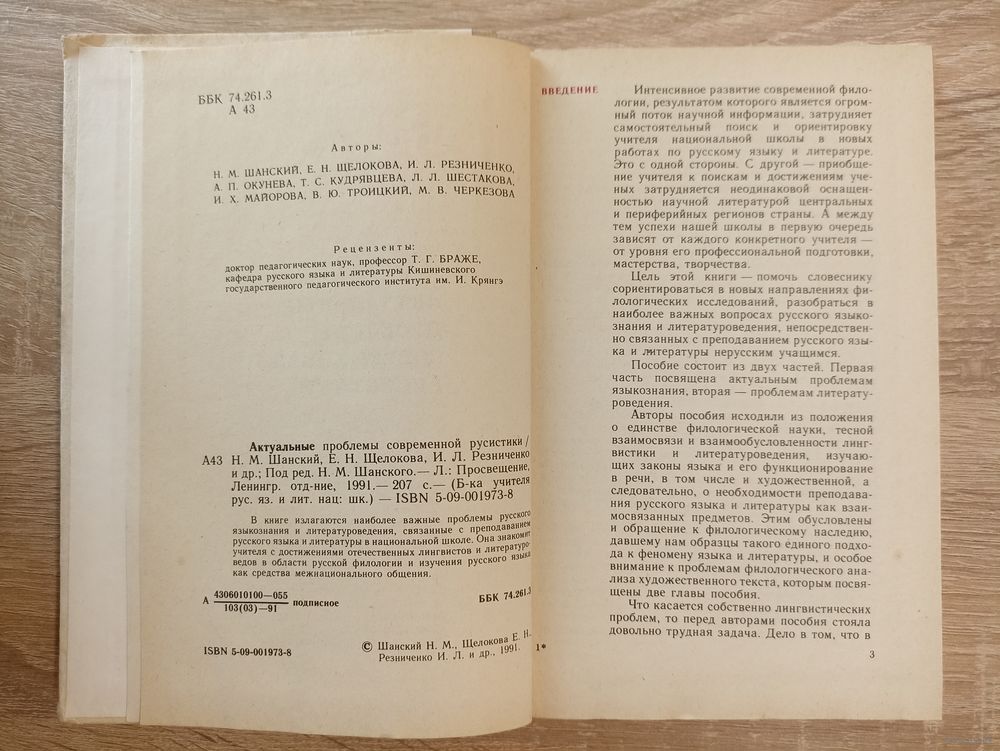 ББК 74.261.3
А 43
Авторы:
Н. М. ШАНСКИЙ, Е. Н. ЩЕЛОКОВА, И. Л. РЕЗНИЧЕНКО,
А. П. ОКУНЕВА, Т. С. КУДРЯВЦЕВА, Л. Л. ШЕСТАКОВА,
И. Х. МАЙОРОВА, В. Ю. ТРОИЦКИЙ, М. В. ЧЕРКЕЗОВА
Рецензенты:
доктор педагогических наук, профессор Т. Г. БРАЖЕ,
кафедра русского языка и литературы Кишиневского
государственного педагогического института им. И. Крянгэ
Актуальные проблемы современной русистики/
А43 Н. М. Шанский, Е. Н. Щелокова, И. Л. Резниченко
и др.; Под ред. Н. М. Шанского.— Л.: Просвещение,
Ленингр. отд-ние, 1991.— 207 с.— (Б-ка учителя
рус. яз. и лит. нац: шк.) — ISBN 5-09-001973-8
В книге излагаются наиболее важные проблемы русского
языкознания и литературоведения, связанные с преподаванием
русского языка и литературы в национальной школе. Она знакомит
учителя с достижениями отечественных лингвистов и литературо-
ведов в области русской филологии и изучения русского языка
как средства межнационального общения.
А 4306010100—055
103(03)—91 подписное
ББК 74.261.3
ISBN 5-09-001973-8
© Шанский Н. М., Щелокова Е. Н.,
Резниченко И. Л. и др., 1991.
ВВЕДЕНИЕ
Интенсивное развитие современной фило-
логии, результатом которого является огром-
ный поток научной информации, затрудняет
самостоятельный поиск и ориентировку
учителя национальной школы в новых
работах по русскому языку и литературе.
Это с одной стороны. С другой — приобще-
ние учителя к поискам и достижениям уче-
ных затрудняется неодинаковой оснащен-
ностью научной литературой центральных
и периферийных регионов страны. А между
тем успехи нашей школы в первую очередь
зависят от каждого конкретного учителя —
от уровня его профессиональной подготовки,
мастерства, творчества.
Цель этой книги — помочь словеснику
сориентироваться в новых направлениях фи-
лологических исследований, разобраться в
наиболее важных вопросах русского языко-
знания и литературоведения, непосредствен-
но связанных с преподаванием русского язы-
ка и литературы нерусским учащимся.
Пособие состоит из двух частей. Первая
часть посвящена актуальным проблемам
языкознания, вторая — проблемам литерату-
роведения.
Авторы пособия исходили из положения
о единстве филологической науки, тесной
взаимосвязи и взаимообусловленности линг-
вистики и литературоведения, изучаю-
щих законы языка и его функционирование
в речи, в том числе и художественной, а
следовательно, о необходимости преподава-
ния русского языка и литературы как взаи-
мосвязанных предметов. Этим обусловлены
и обращение к филологическому наследию,
давшему нам образцы такого единого подхо-
да к феномену языка и литературы, и особое
внимание к проблемам филологического ана-
лиза художественного текста, которым посвя-
щены две главы пособия.
Что касается собственно лингвистических
проблем, то перед авторами пособия стояла
довольно трудная задача. Дело в том, что в
1*
3